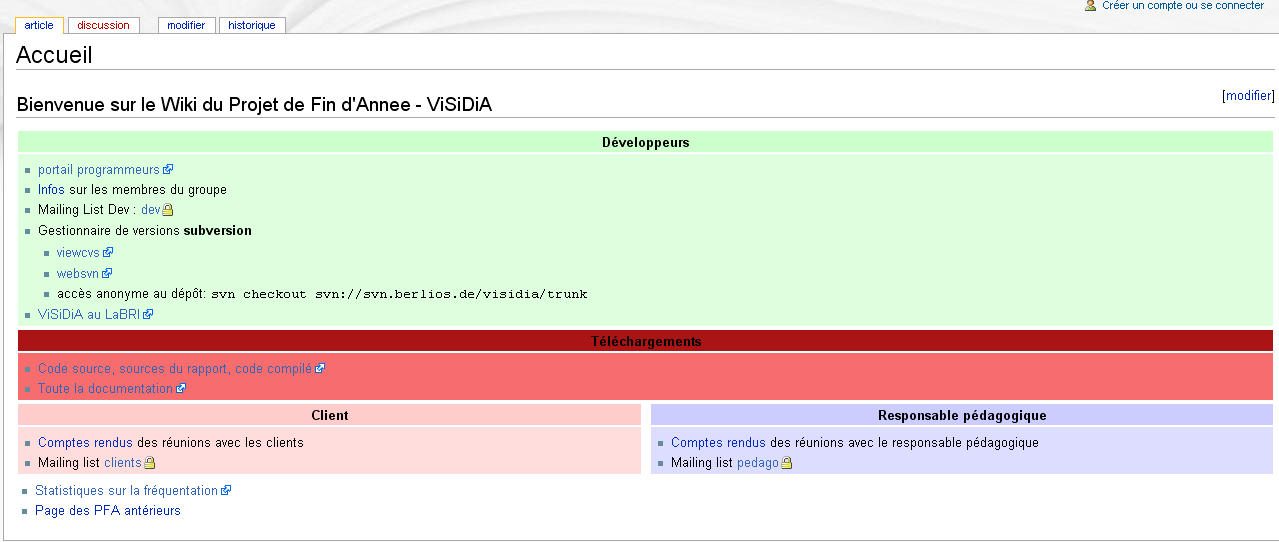 Créer un compte ou se connecter
article discussion modifier historique
Accueil
[modifier]
Bienvenue sur le Wiki du Projet de Fin d'Annee - ViSiDiA
Développeurs
portail programmeurs
Infos sur les membres du groupe
Mailing List Dev : dev
Gestionnaire de versions subversion
viewcvs
websvn
accès anonyme au dépôt: svn checkout svn://svn.berlios.de/visidia/trunk
ViSiDiA au LaBRI
Téléchargements
Code source, sources du rapport, code compilé
Toute la documentation
Client
Comptes rendus des réunions avec les clients
Mailing list clients
Responsable pédagogique
Comptes rendus des réunions avec le responsable pédagogique
Mailing list pedago
Statistiques sur la fréquentation
Page des PFA antérieurs